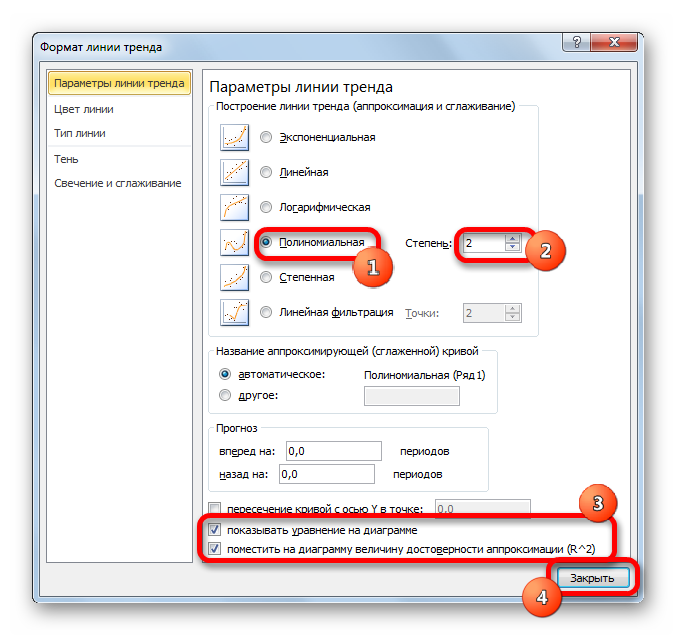 Формат линии тренда
?
Параметры линии тренда
Цвет линии
Тип линии
Тень
Свечение и сглаживание
Параметры линии тренда
Построение линии тренда (аппроксимация и сглаживание)
Экспоненциальная
Линейная
Логарифмическая
Полиномиальная Степень: 2
1
2
Степенная
Линейная фильтрация Точки: 2
Название аппроксимирующей (сглаженной) кривой
автоматическое: Полиномиальная (Ряд1)
другое:
Прогноз
вперед на: 0,0 периодов
назад на: 0,0 периодов
пересечение кривой с осью Y в точке: 0,0
3
показывать уравнение на диаграмме
поместить на диаграмму величину достоверности аппроксимации (R^2)
Закрыть
4